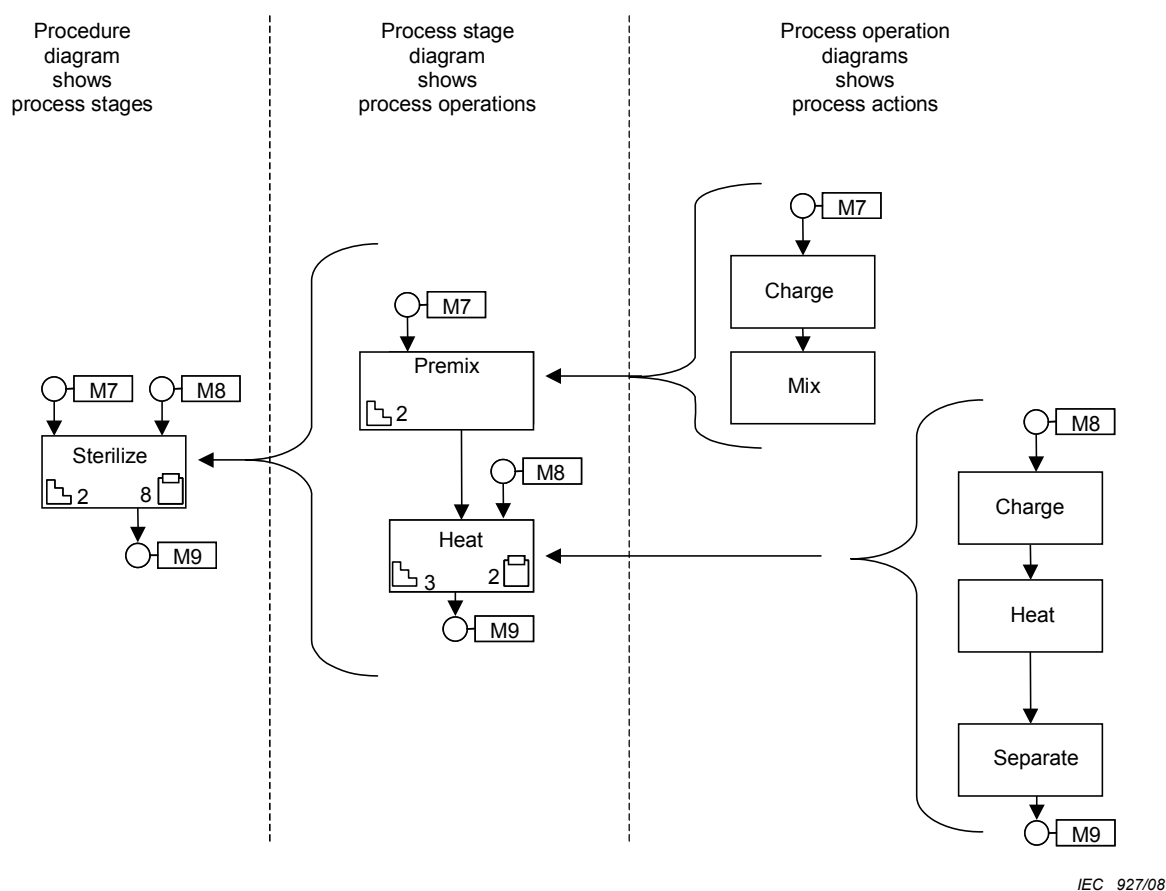 Procedure
diagram
shows
process stages
Process stage
diagram
shows
process operations
Process operation
diagrams
shows
process actions
M7
Charge
Mix
M7
Premix
2
M7
M8
Sterilize
2
8
M9
M8
Heat
3
2
M9
M8
Charge
Heat
Separate
M9
IEC 927/08